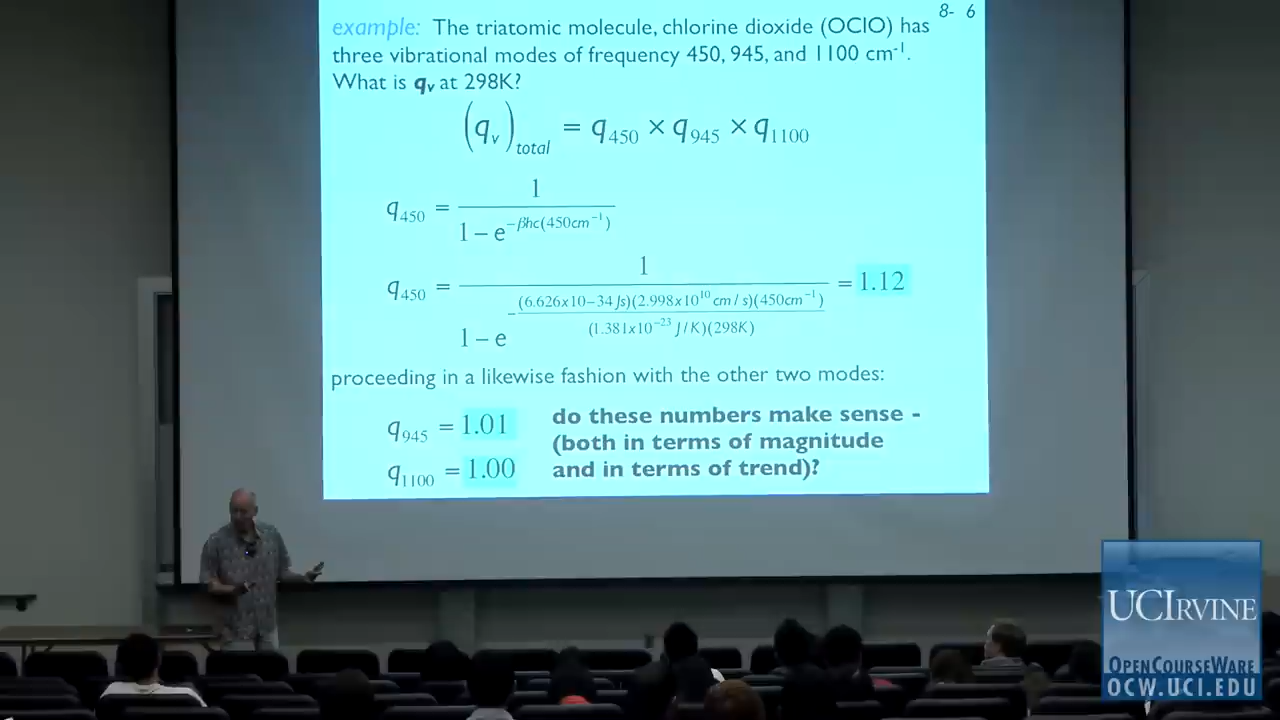 8- 6
example: The triatomic molecule, chlorine dioxide (OClO) has
three vibrational modes of frequency 450, 945, and 1100 cm⁻¹.
What is qᵥ at 298K?
(qᵥ)total = q₄₅₀ × q₉₄₅ × q₁₁₀₀
q₄₅₀ = 1 / (1 – e^(–βhc(450cm⁻¹)))
q₄₅₀ = 1 / (1 – e^(–(6.626x10–34 Js)(2.998x10¹⁰ cm / s)(450cm⁻¹) / (1.381x10⁻²³ J / K)(298K))) = 1.12
proceeding in a likewise fashion with the other two modes:
q₉₄₅ = 1.01
q₁₁₀₀ = 1.00
do these numbers make sense -
(both in terms of magnitude
and in terms of trend)?
UCIRVINE
OPENCOURSEWARE
OCW.UCI.EDU